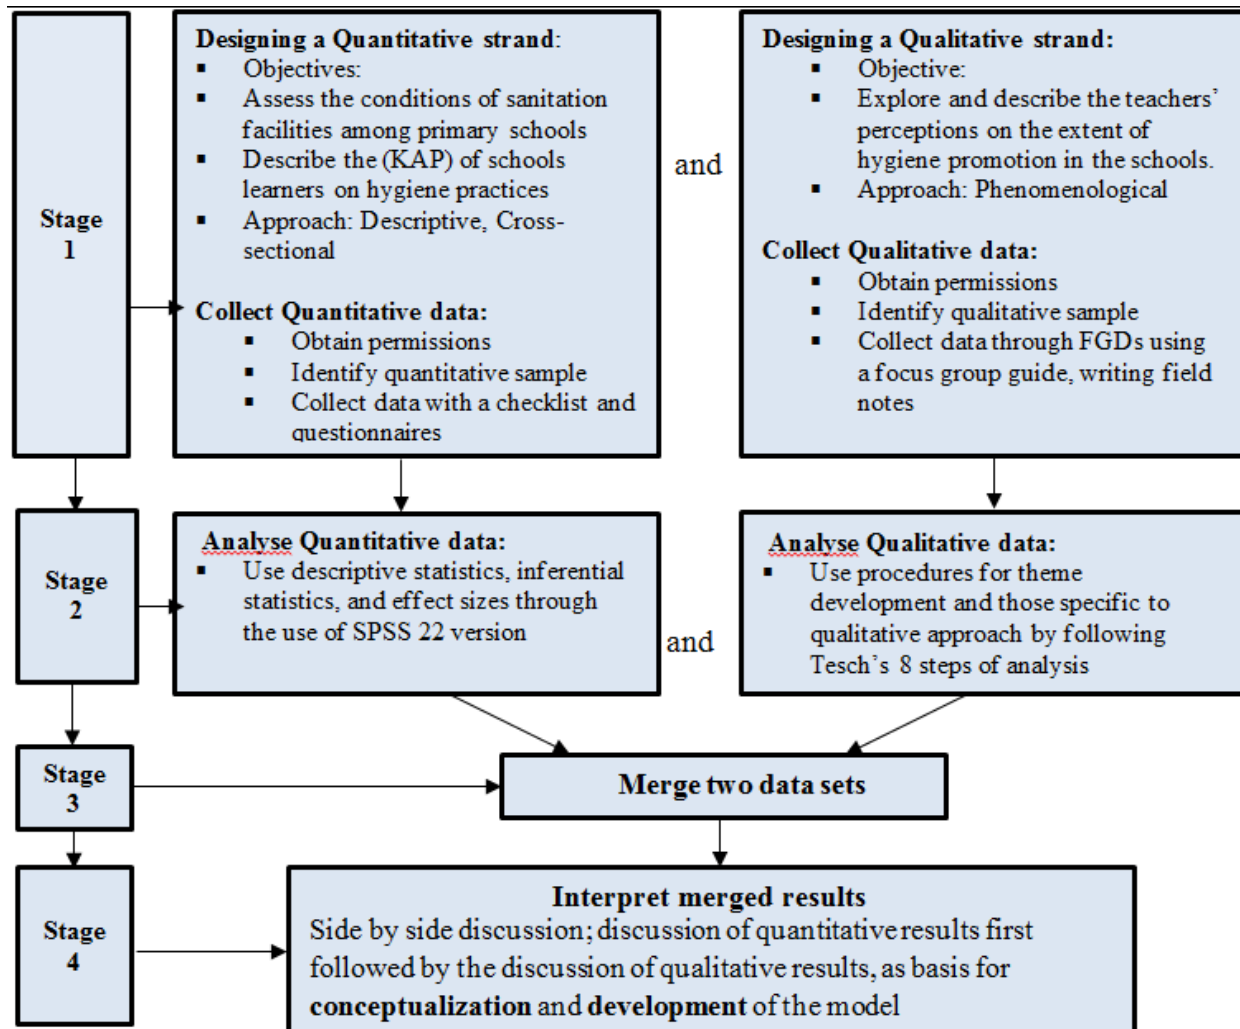 Stage
1
Designing a Quantitative strand:
▪ Objectives:
▪ Assess the conditions of sanitation
facilities among primary schools
▪ Describe the (KAP) of schools
learners on hygiene practices
▪ Approach: Descriptive, Cross-
sectional
Collect Quantitative data:
▪ Obtain permissions
▪ Identify quantitative sample
▪ Collect data with a checklist and
questionnaires
and
Designing a Qualitative strand:
▪ Objective:
▪ Explore and describe the teachers’
perceptions on the extent of
hygiene promotion in the schools.
▪ Approach: Phenomenological
Collect Qualitative data:
▪ Obtain permissions
▪ Identify qualitative sample
▪ Collect data through FGDs using
a focus group guide, writing field
notes
Stage
2
Analyse Quantitative data:
▪ Use descriptive statistics, inferential
statistics, and effect sizes through
the use of SPSS 22 version
and
Analyse Qualitative data:
▪ Use procedures for theme
development and those specific to
qualitative approach by following
Tesch’s 8 steps of analysis
Stage
3
Merge two data sets
Stage
4
Interpret merged results
Side by side discussion; discussion of quantitative results first
followed by the discussion of qualitative results, as basis for
conceptualization and development of the model